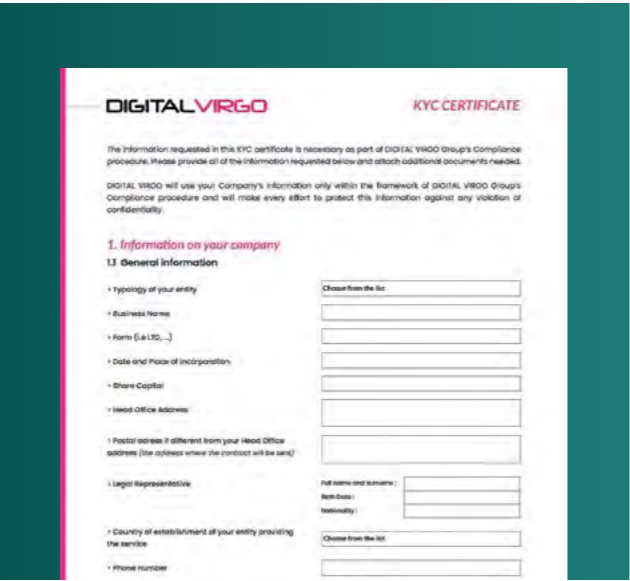 DIGITALVIRGO
KYC CERTIFICATE
The information requested in this KYC certificate is necessary as part of DIGITAL VIRGO Group's Compliance
procedure. Please provide all of the information requested below and attach additional documents needed.
DIGITAL VIRGO will use your Company's information only within the framework of DIGITAL VIRGO Group's
Compliance procedure and will make every effort to protect this information against any violation of
confidentiality.
1. Information on your company
1.1 General information
› Typology of your entity
Choose from the list
› Business Name
› Form (i.e LTD, ...)
› Date and Place of incorporation
› Share Capital
› Head Office Address
› Postal adress if different from your Head Office
address (the address where the contract will be sent)
› Legal Representative
Full name and surname :
Birth Date :
Nationality :
› Country of establishment of your entity providing
the service
Choose from the list
› Phone number